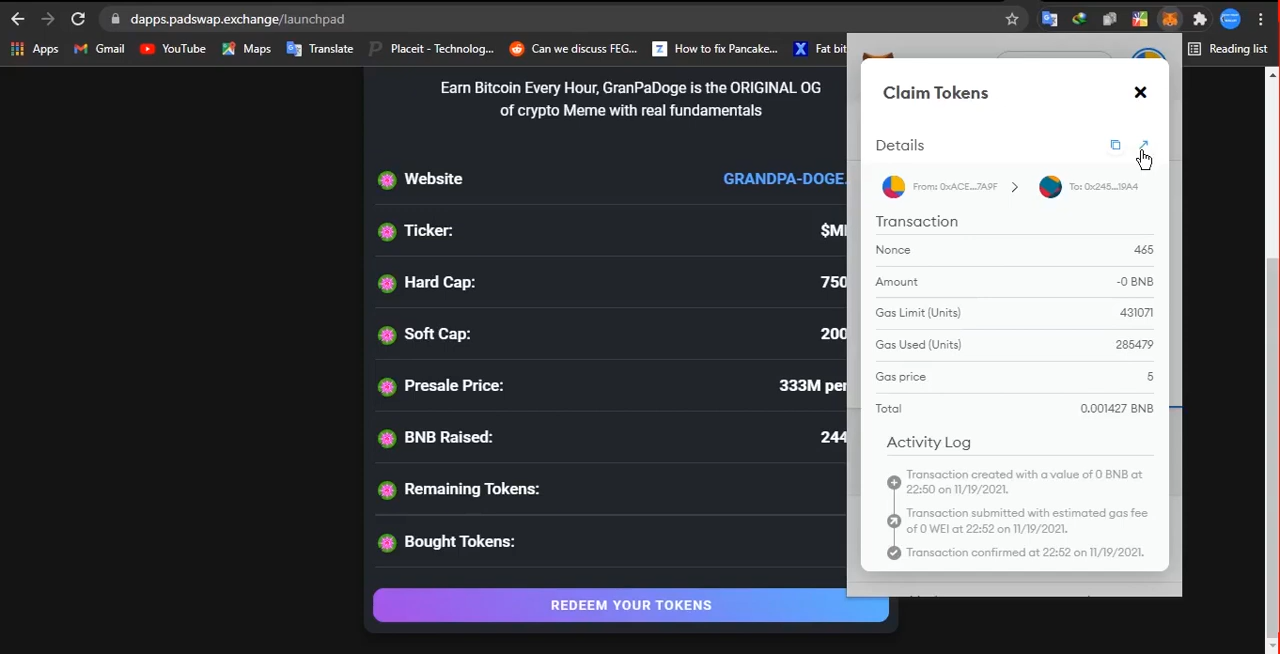 dapps.padswap.exchange/launchpad
Apps
Gmail
YouTube
Maps
Translate
Placeit - Technolog...
Can we discuss FEG...
How to fix Pancake...
Fat bit
Reading list
Earn Bitcoin Every Hour, GranPaDoge is the ORIGINAL OG
of crypto Meme with real fundamentals
Website GRANDPA-DOGE.
Ticker:
Hard Cap: 750
Soft Cap: 200
Presale Price: 333M per
BNB Raised: 244
Remaining Tokens:
Bought Tokens:
REDEEM YOUR TOKENS
Claim Tokens
Details
From: 0xACE...7A9F > To: 0x245...19A4
Transaction
Nonce 465
Amount -0 BNB
Gas Limit (Units) 431071
Gas Used (Units) 285479
Gas price 5
Total 0.001427 BNB
Activity Log
Transaction created with a value of 0 BNB at
22:50 on 11/19/2021.
Transaction submitted with estimated gas fee
of 0 WEI at 22:52 on 11/19/2021.
Transaction confirmed at 22:52 on 11/19/2021.